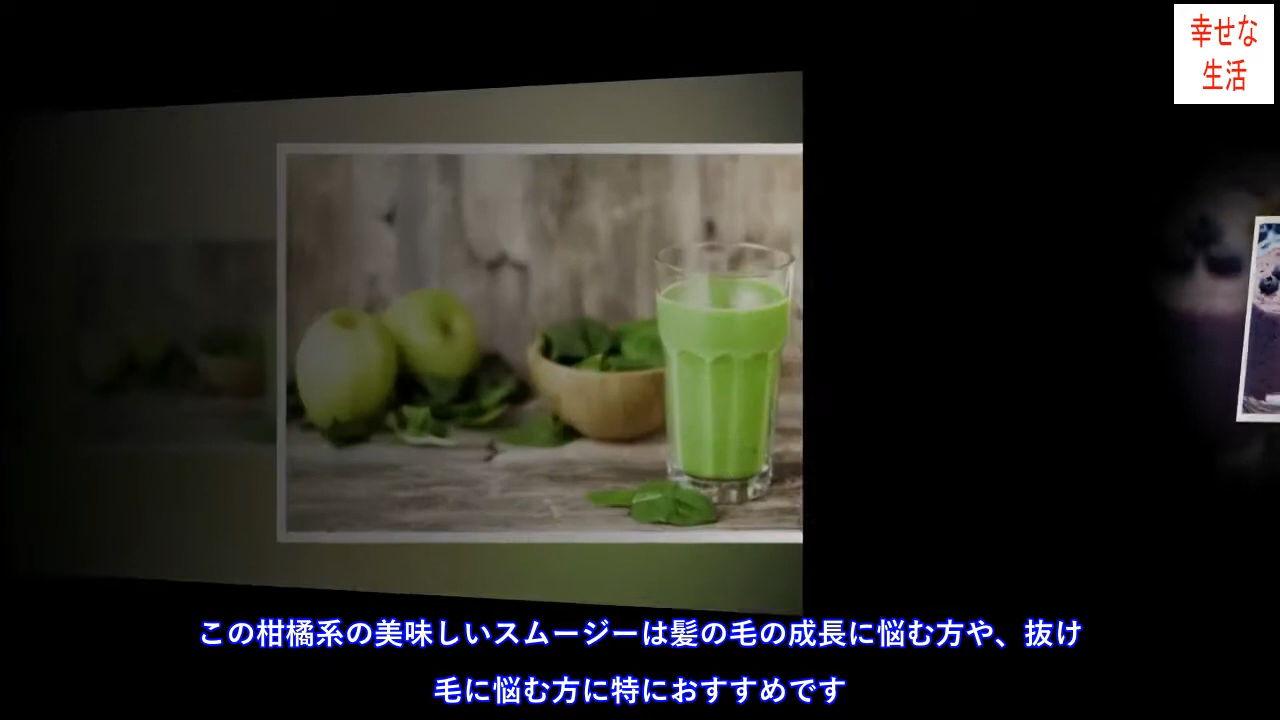 幸せな
生活
この柑橘系の美味しいスムージーは髪の毛の成長に悩む方や、抜け
毛に悩む方に特におすすめです